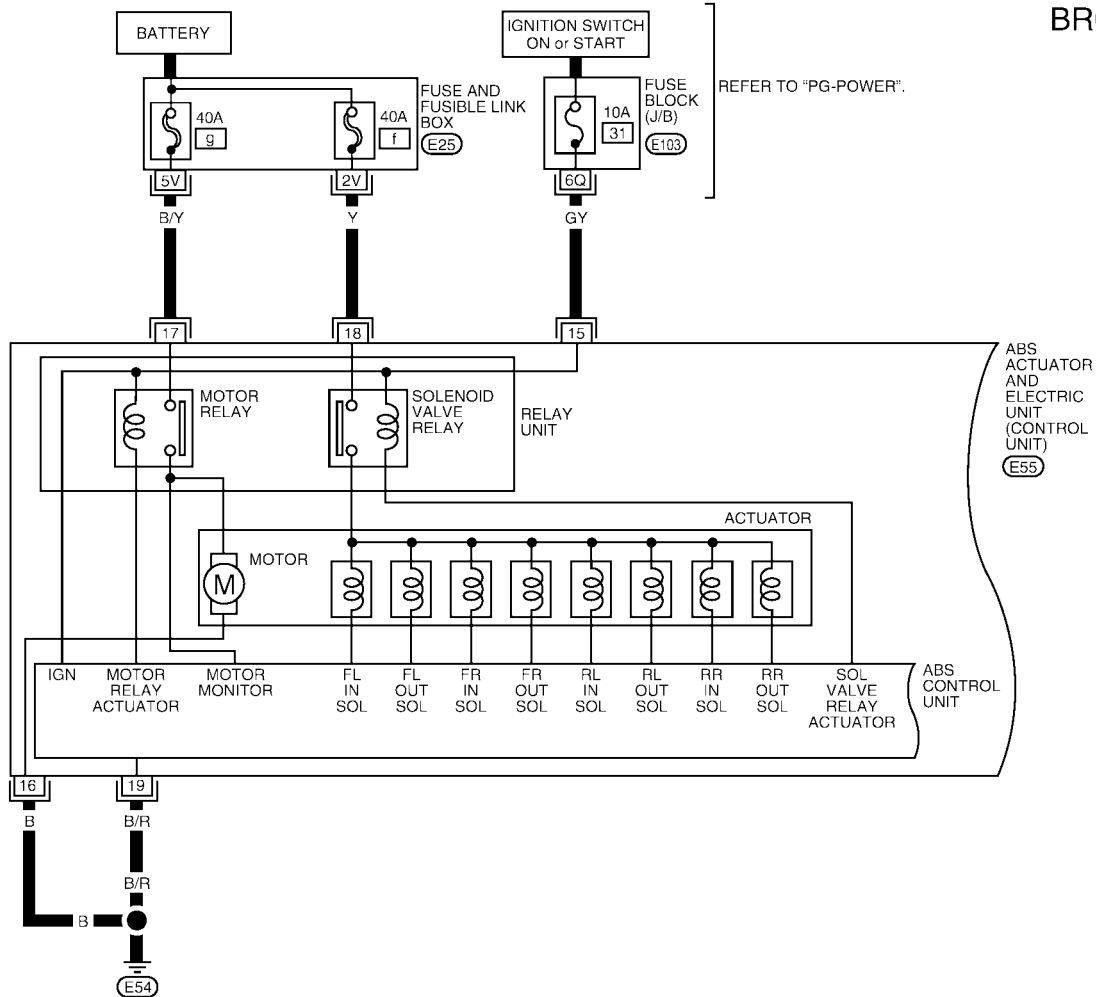 BR
BATTERY
IGNITION SWITCH
ON or START
REFER TO "PG-POWER".
40A
g
40A
f
FUSE AND
FUSIBLE LINK
BOX
E25
10A
31
FUSE
BLOCK
(J/B)
E103
5V
2V
6Q
B/Y
Y
GY
17
18
15
MOTOR
RELAY
SOLENOID
VALVE
RELAY
RELAY
UNIT
ABS
ACTUATOR
AND
ELECTRIC
UNIT
(CONTROL
UNIT)
E55
ACTUATOR
MOTOR
M
IGN
MOTOR
RELAY
ACTUATOR
MOTOR
MONITOR
FL
IN
SOL
FL
OUT
SOL
FR
IN
SOL
FR
OUT
SOL
RL
IN
SOL
RL
OUT
SOL
RR
IN
SOL
RR
OUT
SOL
SOL
VALVE
RELAY
ACTUATOR
ABS
CONTROL
UNIT
16
19
B
B/R
B/R
B
E54